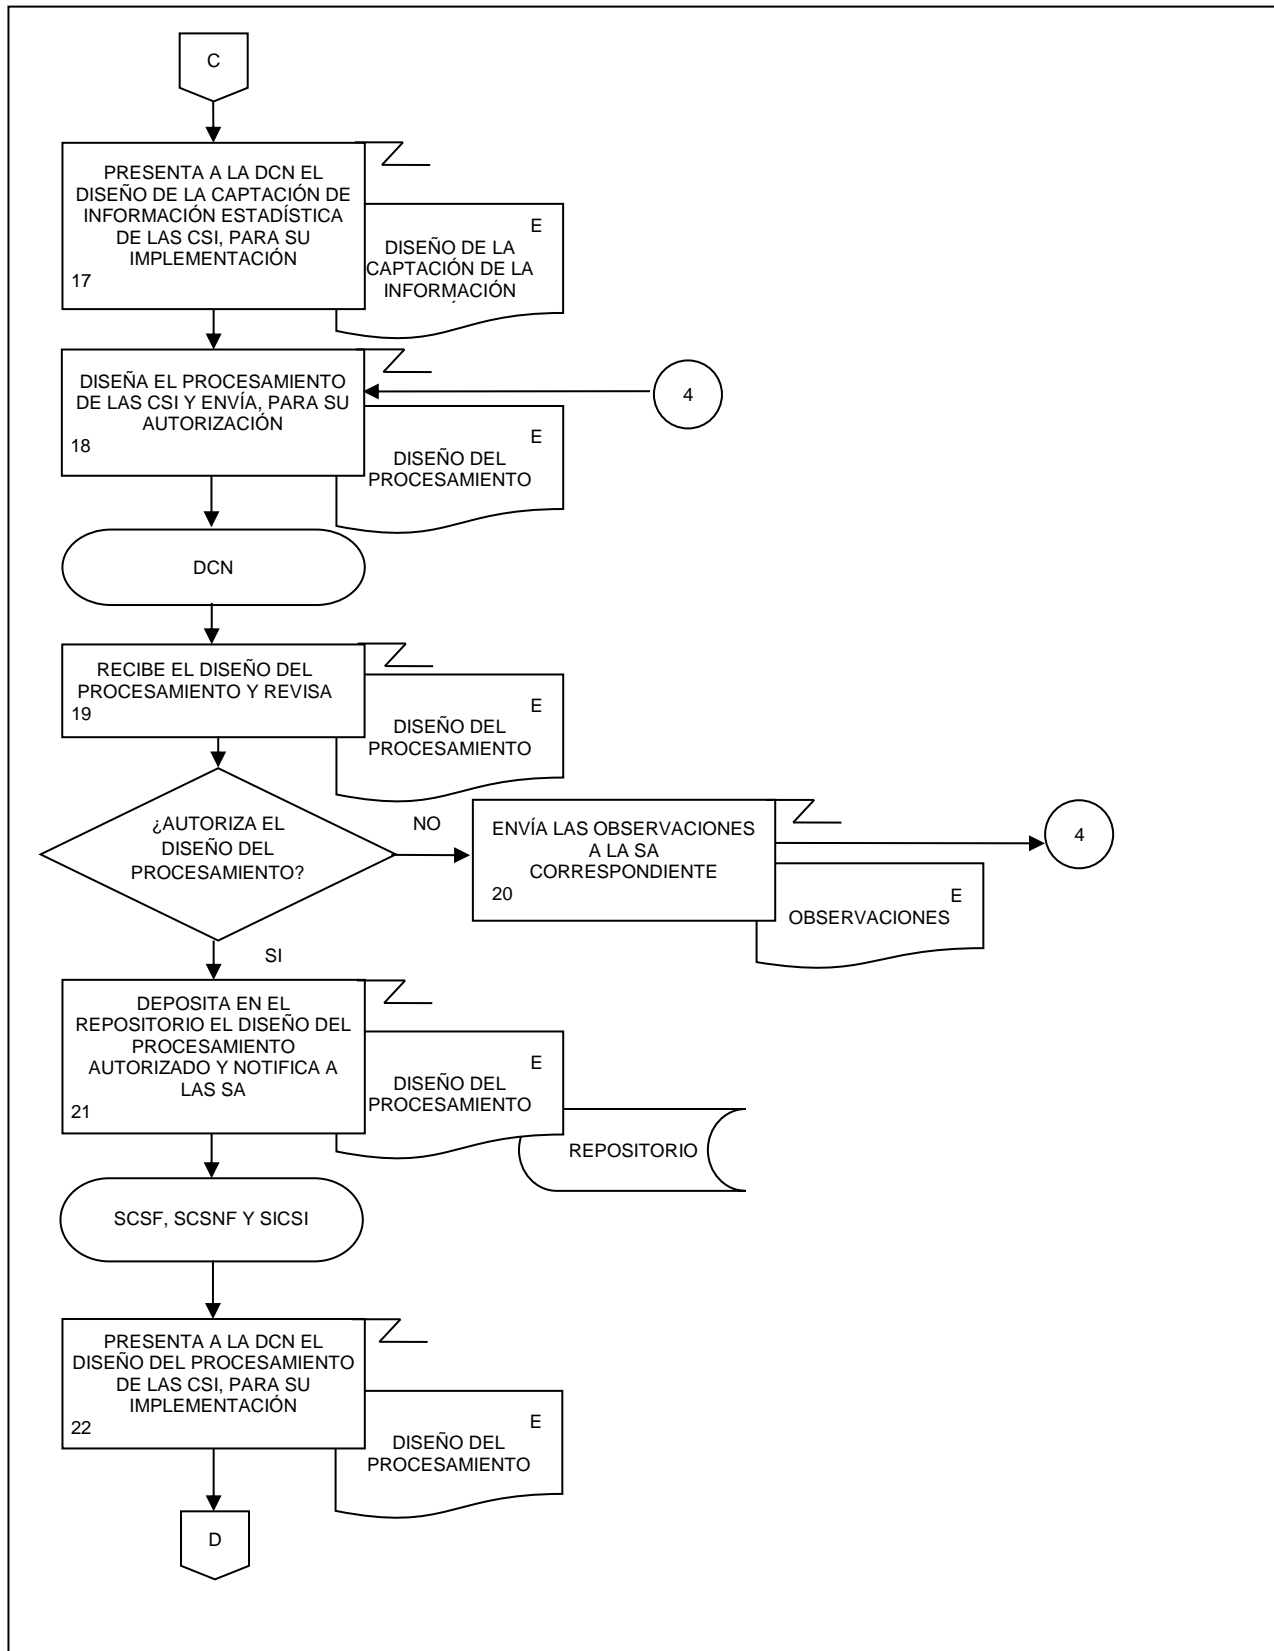 C
PRESENTA A LA DCN EL
DISEÑO DE LA CAPTACIÓN DE
INFORMACIÓN ESTADÍSTICA
DE LAS CSI, PARA SU
IMPLEMENTACIÓN
17
E
DISEÑO DE LA
CAPTACIÓN DE LA
INFORMACIÓN
DISEÑA EL PROCESAMIENTO
DE LAS CSI Y ENVÍA, PARA SU
AUTORIZACIÓN
18
4
E
DISEÑO DEL
PROCESAMIENTO
DCN
RECIBE EL DISEÑO DEL
PROCESAMIENTO Y REVISA
19
E
DISEÑO DEL
PROCESAMIENTO
¿AUTORIZA EL
DISEÑO DEL
PROCESAMIENTO?
NO
ENVÍA LAS OBSERVACIONES
A LA SA
CORRESPONDIENTE
20
4
E
OBSERVACIONES
SI
DEPOSITA EN EL
REPOSITORIO EL DISEÑO DEL
PROCESAMIENTO
AUTORIZADO Y NOTIFICA A
LAS SA
21
E
DISEÑO DEL
PROCESAMIENTO
REPOSITORIO
SCSF, SCSNF Y SICSI
PRESENTA A LA DCN EL
DISEÑO DEL PROCESAMIENTO
DE LAS CSI, PARA SU
IMPLEMENTACIÓN
22
E
DISEÑO DEL
PROCESAMIENTO
D